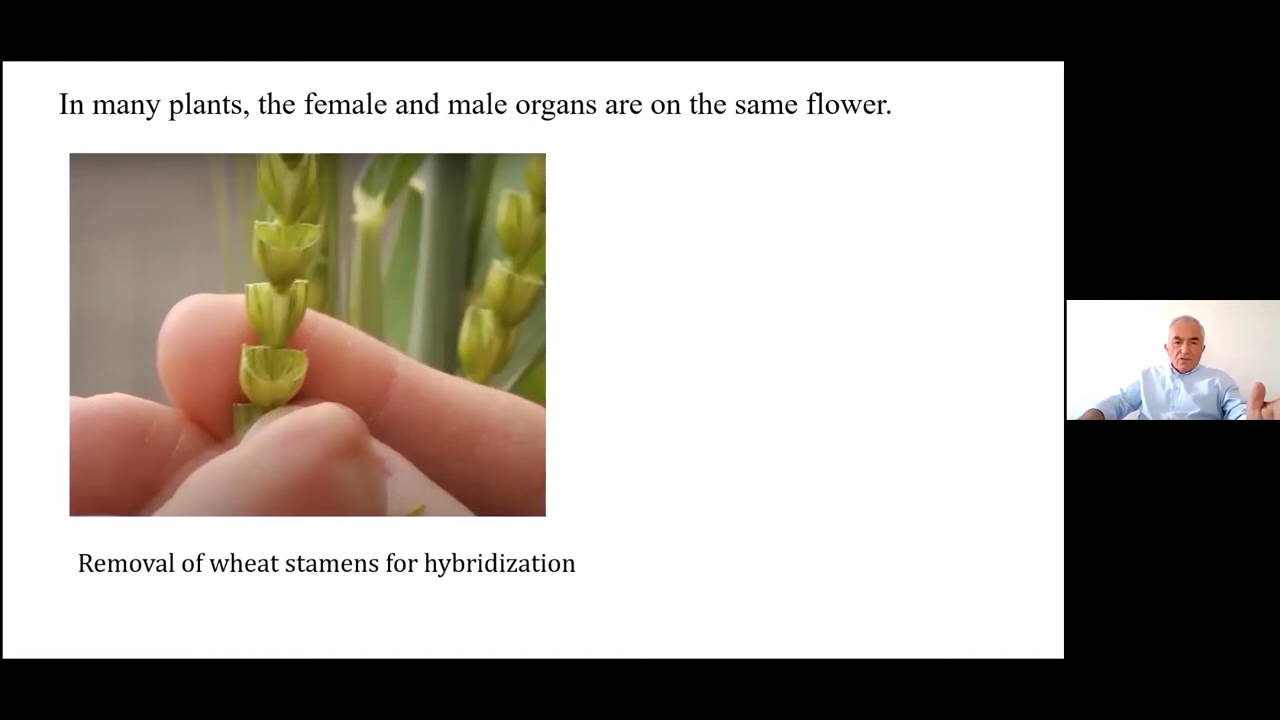 In many plants, the female and male organs are on the same flower.
Removal of wheat stamens for hybridization